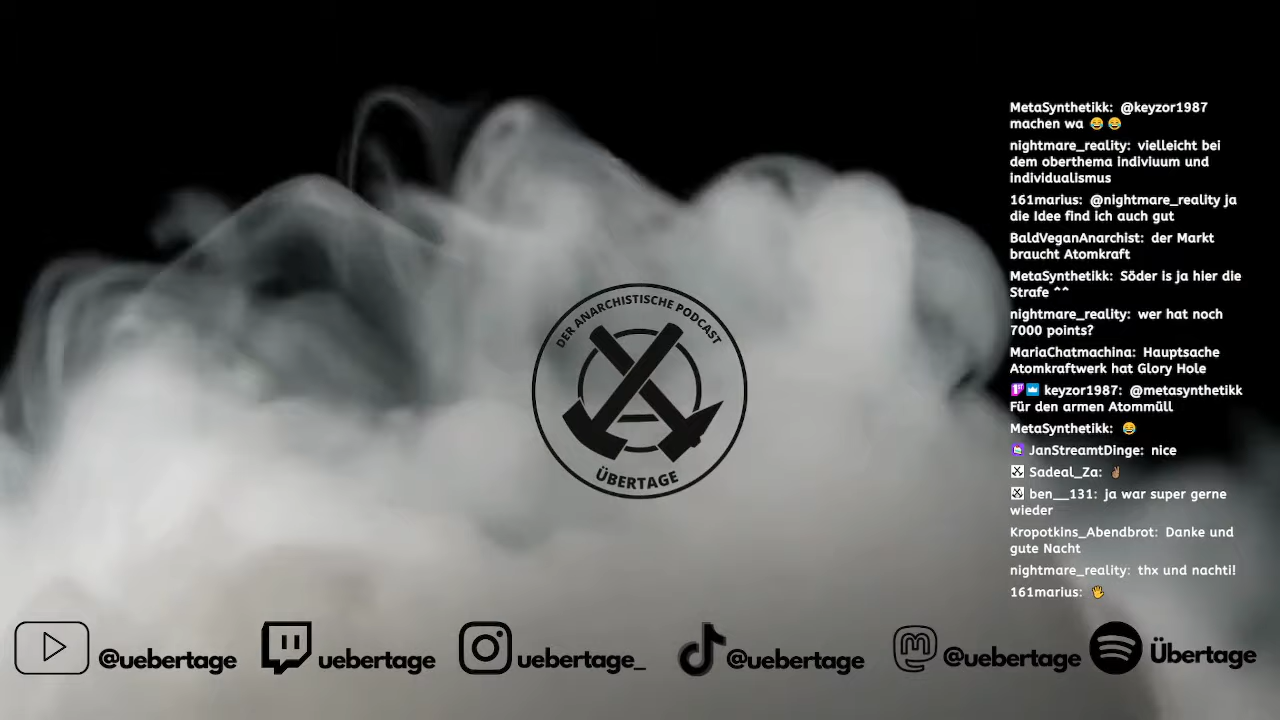 MetaSynthetikk: @keyzor1987
machen wa 😂 😂
nightmare_reality: vielleicht bei
dem oberthema indiviuum und
individualismus
161marius: @nightmare_reality ja
die Idee find ich auch gut
BaldVeganAnarchist: der Markt
braucht Atomkraft
MetaSynthetikk: Söder is ja hier die
Strafe ^^
nightmare_reality: wer hat noch
7000 points?
MariaChatmachina: Hauptsache
Atomkraftwerk hat Glory Hole
keyzor1987: @metasynthetikk
Für den armen Atommüll
MetaSynthetikk: 😂
JanStreamtDinge: nice
Sadeal_Za: ✌🏽
ben__131: ja war super gerne
wieder
Kropotkins_Abendbrot: Danke und
gute Nacht
nightmare_reality: thx und nachti!
161marius: 👋
DER ANARCHISTISCHE PODCAST
ÜBERTAGE
@uebertage
uebertage
uebertage_
@uebertage
@uebertage
Übertage